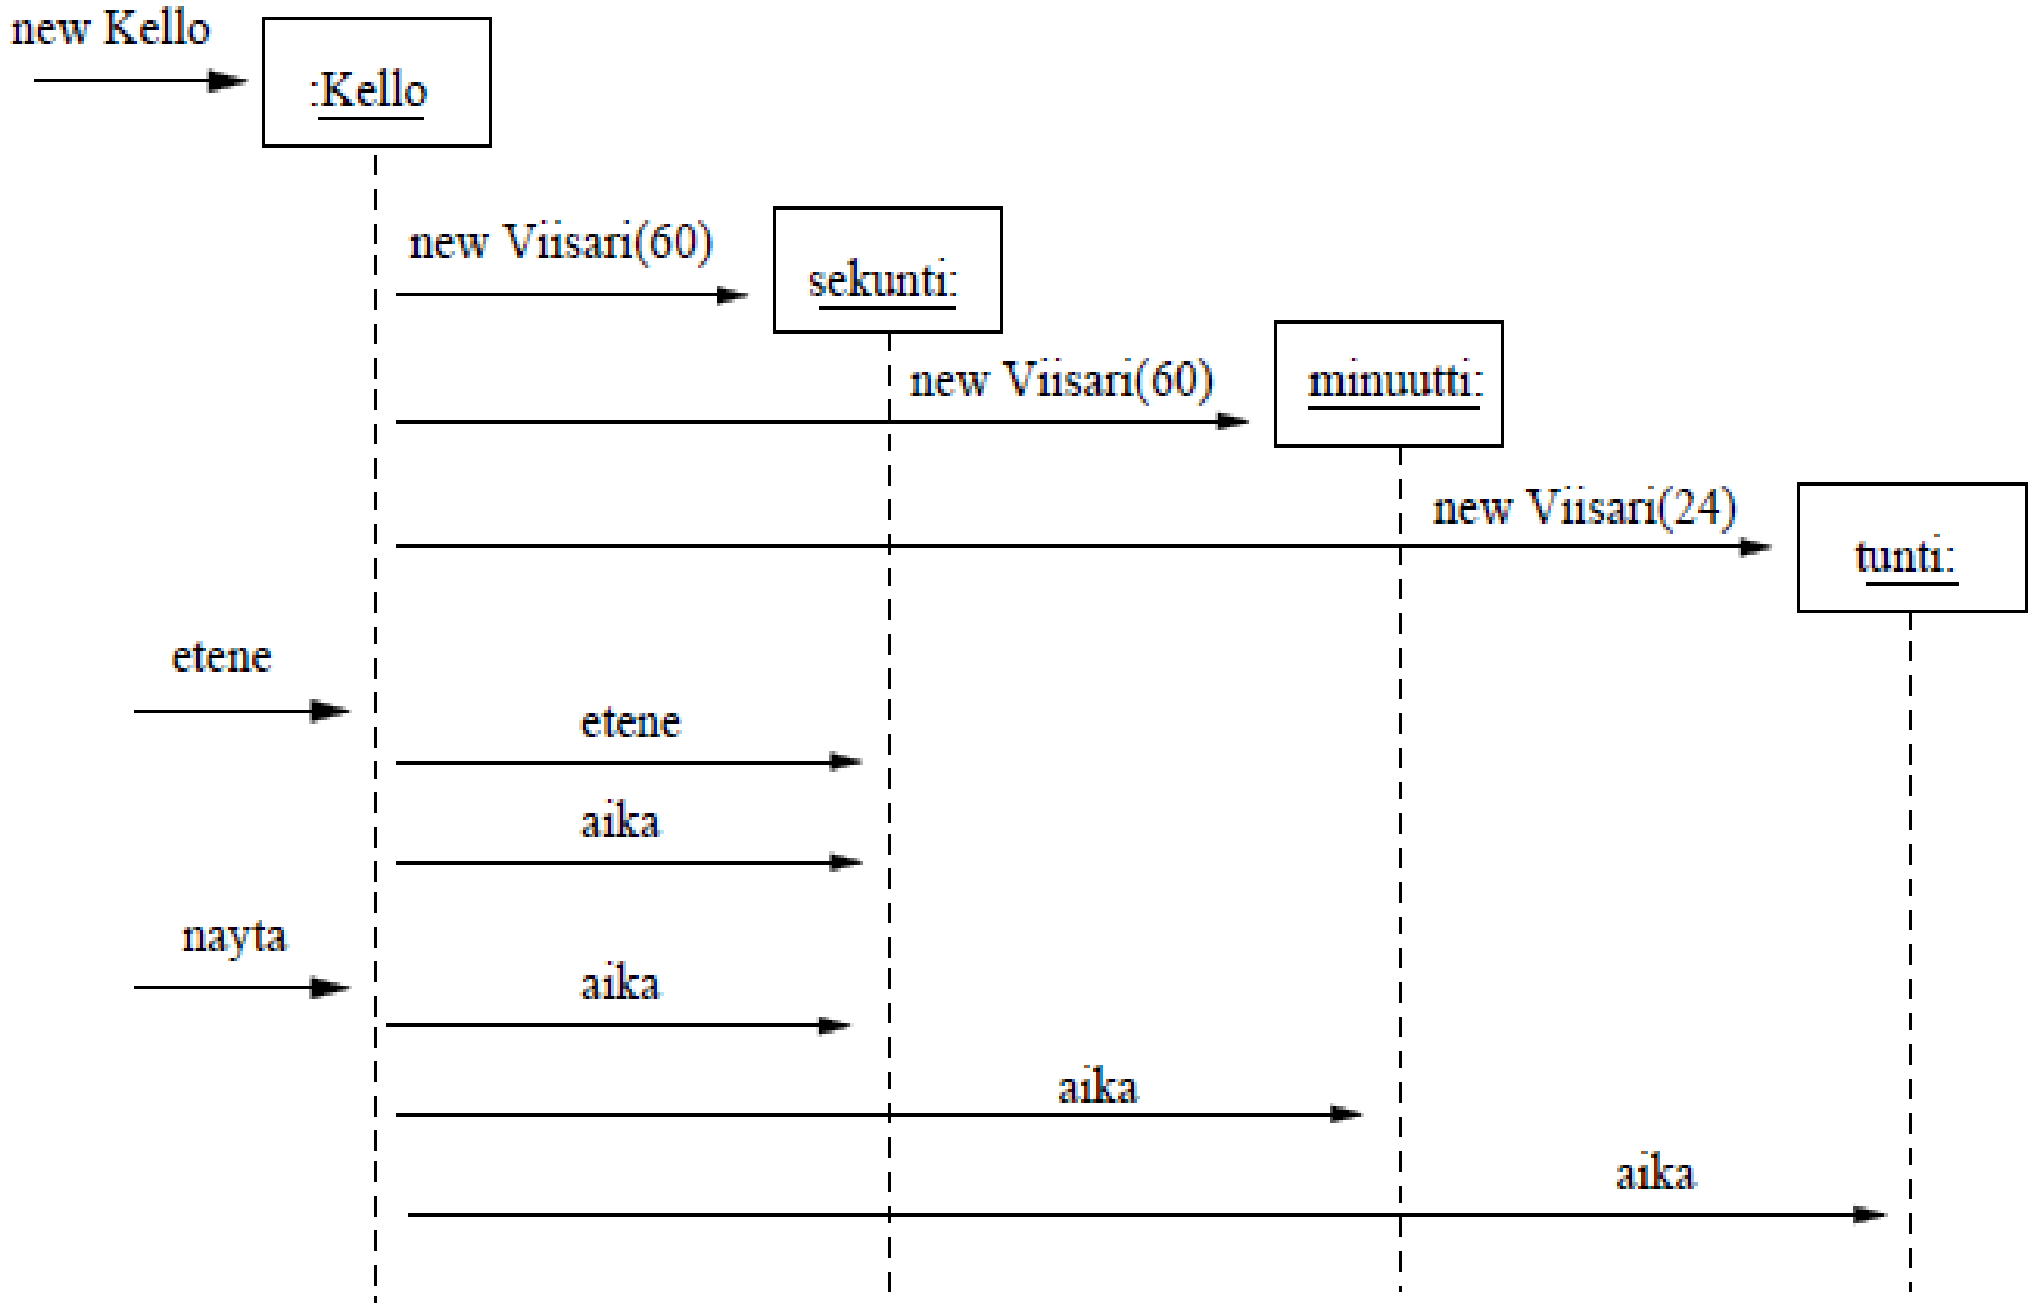 new Kello
:Kello
new Viisari(60)
sekunti:
new Viisari(60)
minuutti:
new Viisari(24)
tunti:
etene
etene
aika
nayta
aika
aika
aika